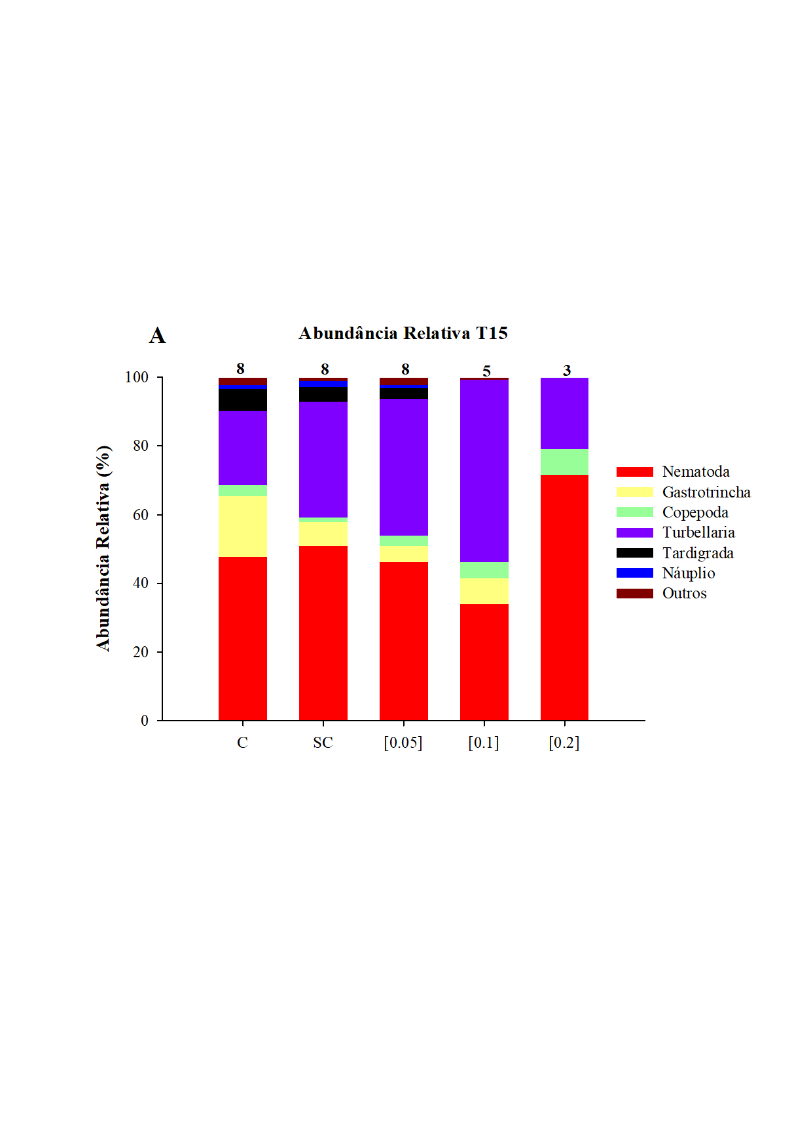 A
Abundância Relativa T15
8 8 8 5 3
100
80
60
40
20
0
Abundância Relativa (%)
C SC [0.05] [0.1] [0.2]
Nematoda
Gastrotrincha
Copepoda
Turbellaria
Tardigrada
Náuplio
Outros